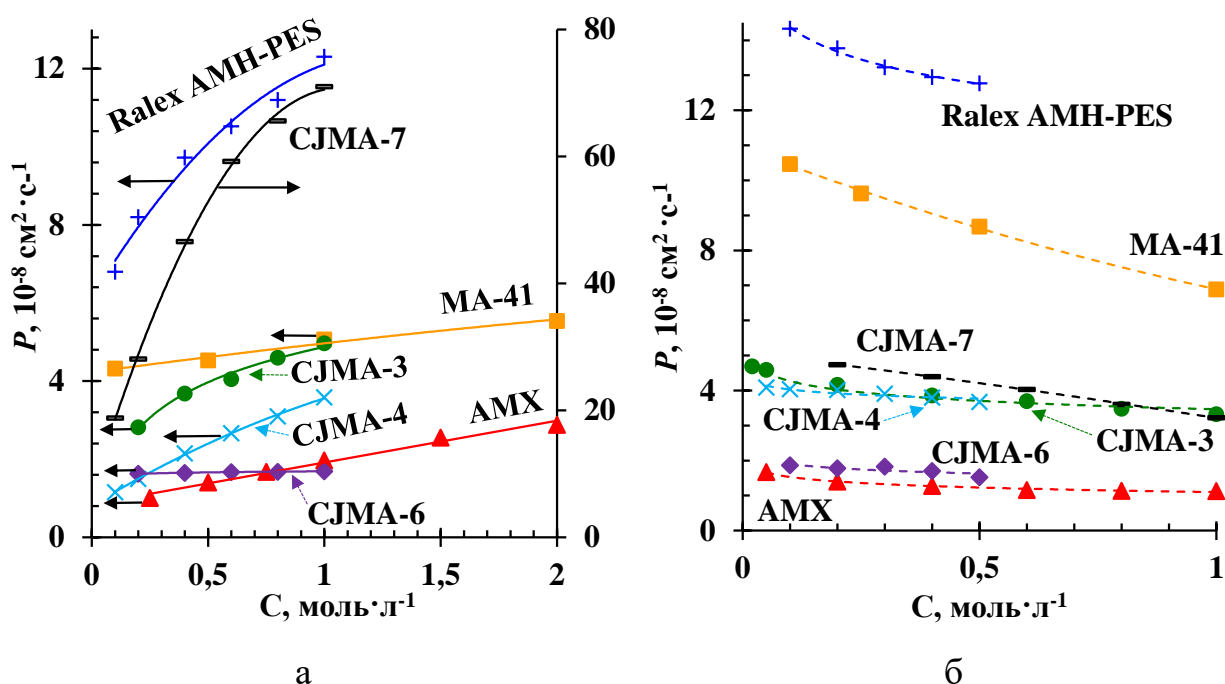 P, 10⁻⁸ см² ·с-¹
12
8
4
0
0
0,5
1
1,5
2
C, моль·л⁻¹
80
60
40
20
0
Ralex AMH-PES
CJMA-7
MA-41
CJMA-3
CJMA-4
AMX
CJMA-6
а
P, 10⁻⁸ см² ·с-¹
12
8
4
0
0
0,5
1
C, моль·л⁻¹
Ralex AMH-PES
MA-41
CJMA-7
CJMA-4
CJMA-3
CJMA-6
AMX
б